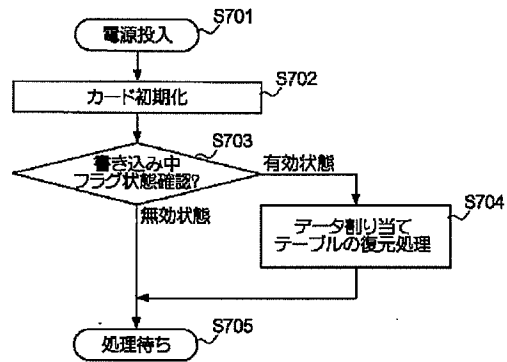 S701
電源投入
S702
カード初期化
S703
書き込み中
フラグ状態確認?
有効状態
無効状態
S704
データ割り当て
テーブルの復元処理
S705
処理待ち